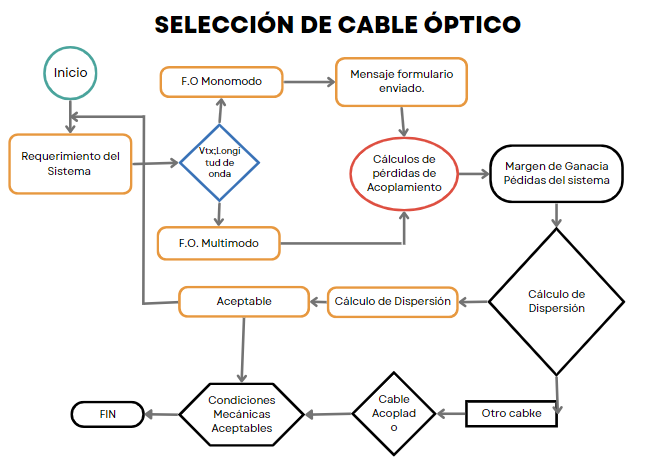 SELECCIÓN DE CABLE ÓPTICO
Inicio
F.O Monomodo
Mensaje formulario
enviado.
Requerimiento del
Sistema
Vtx;Longi
tud de
onda
Cálculos de
pérdidas de
Acoplamiento
Margen de Ganacia
Pédidas del sistema
F.O. Multimodo
Aceptable
Cálculo de Dispersión
Cálculo de
Dispersión
FIN
Condiciones
Mecánicas
Aceptables
Cable
Acoplad
o
Otro cabke